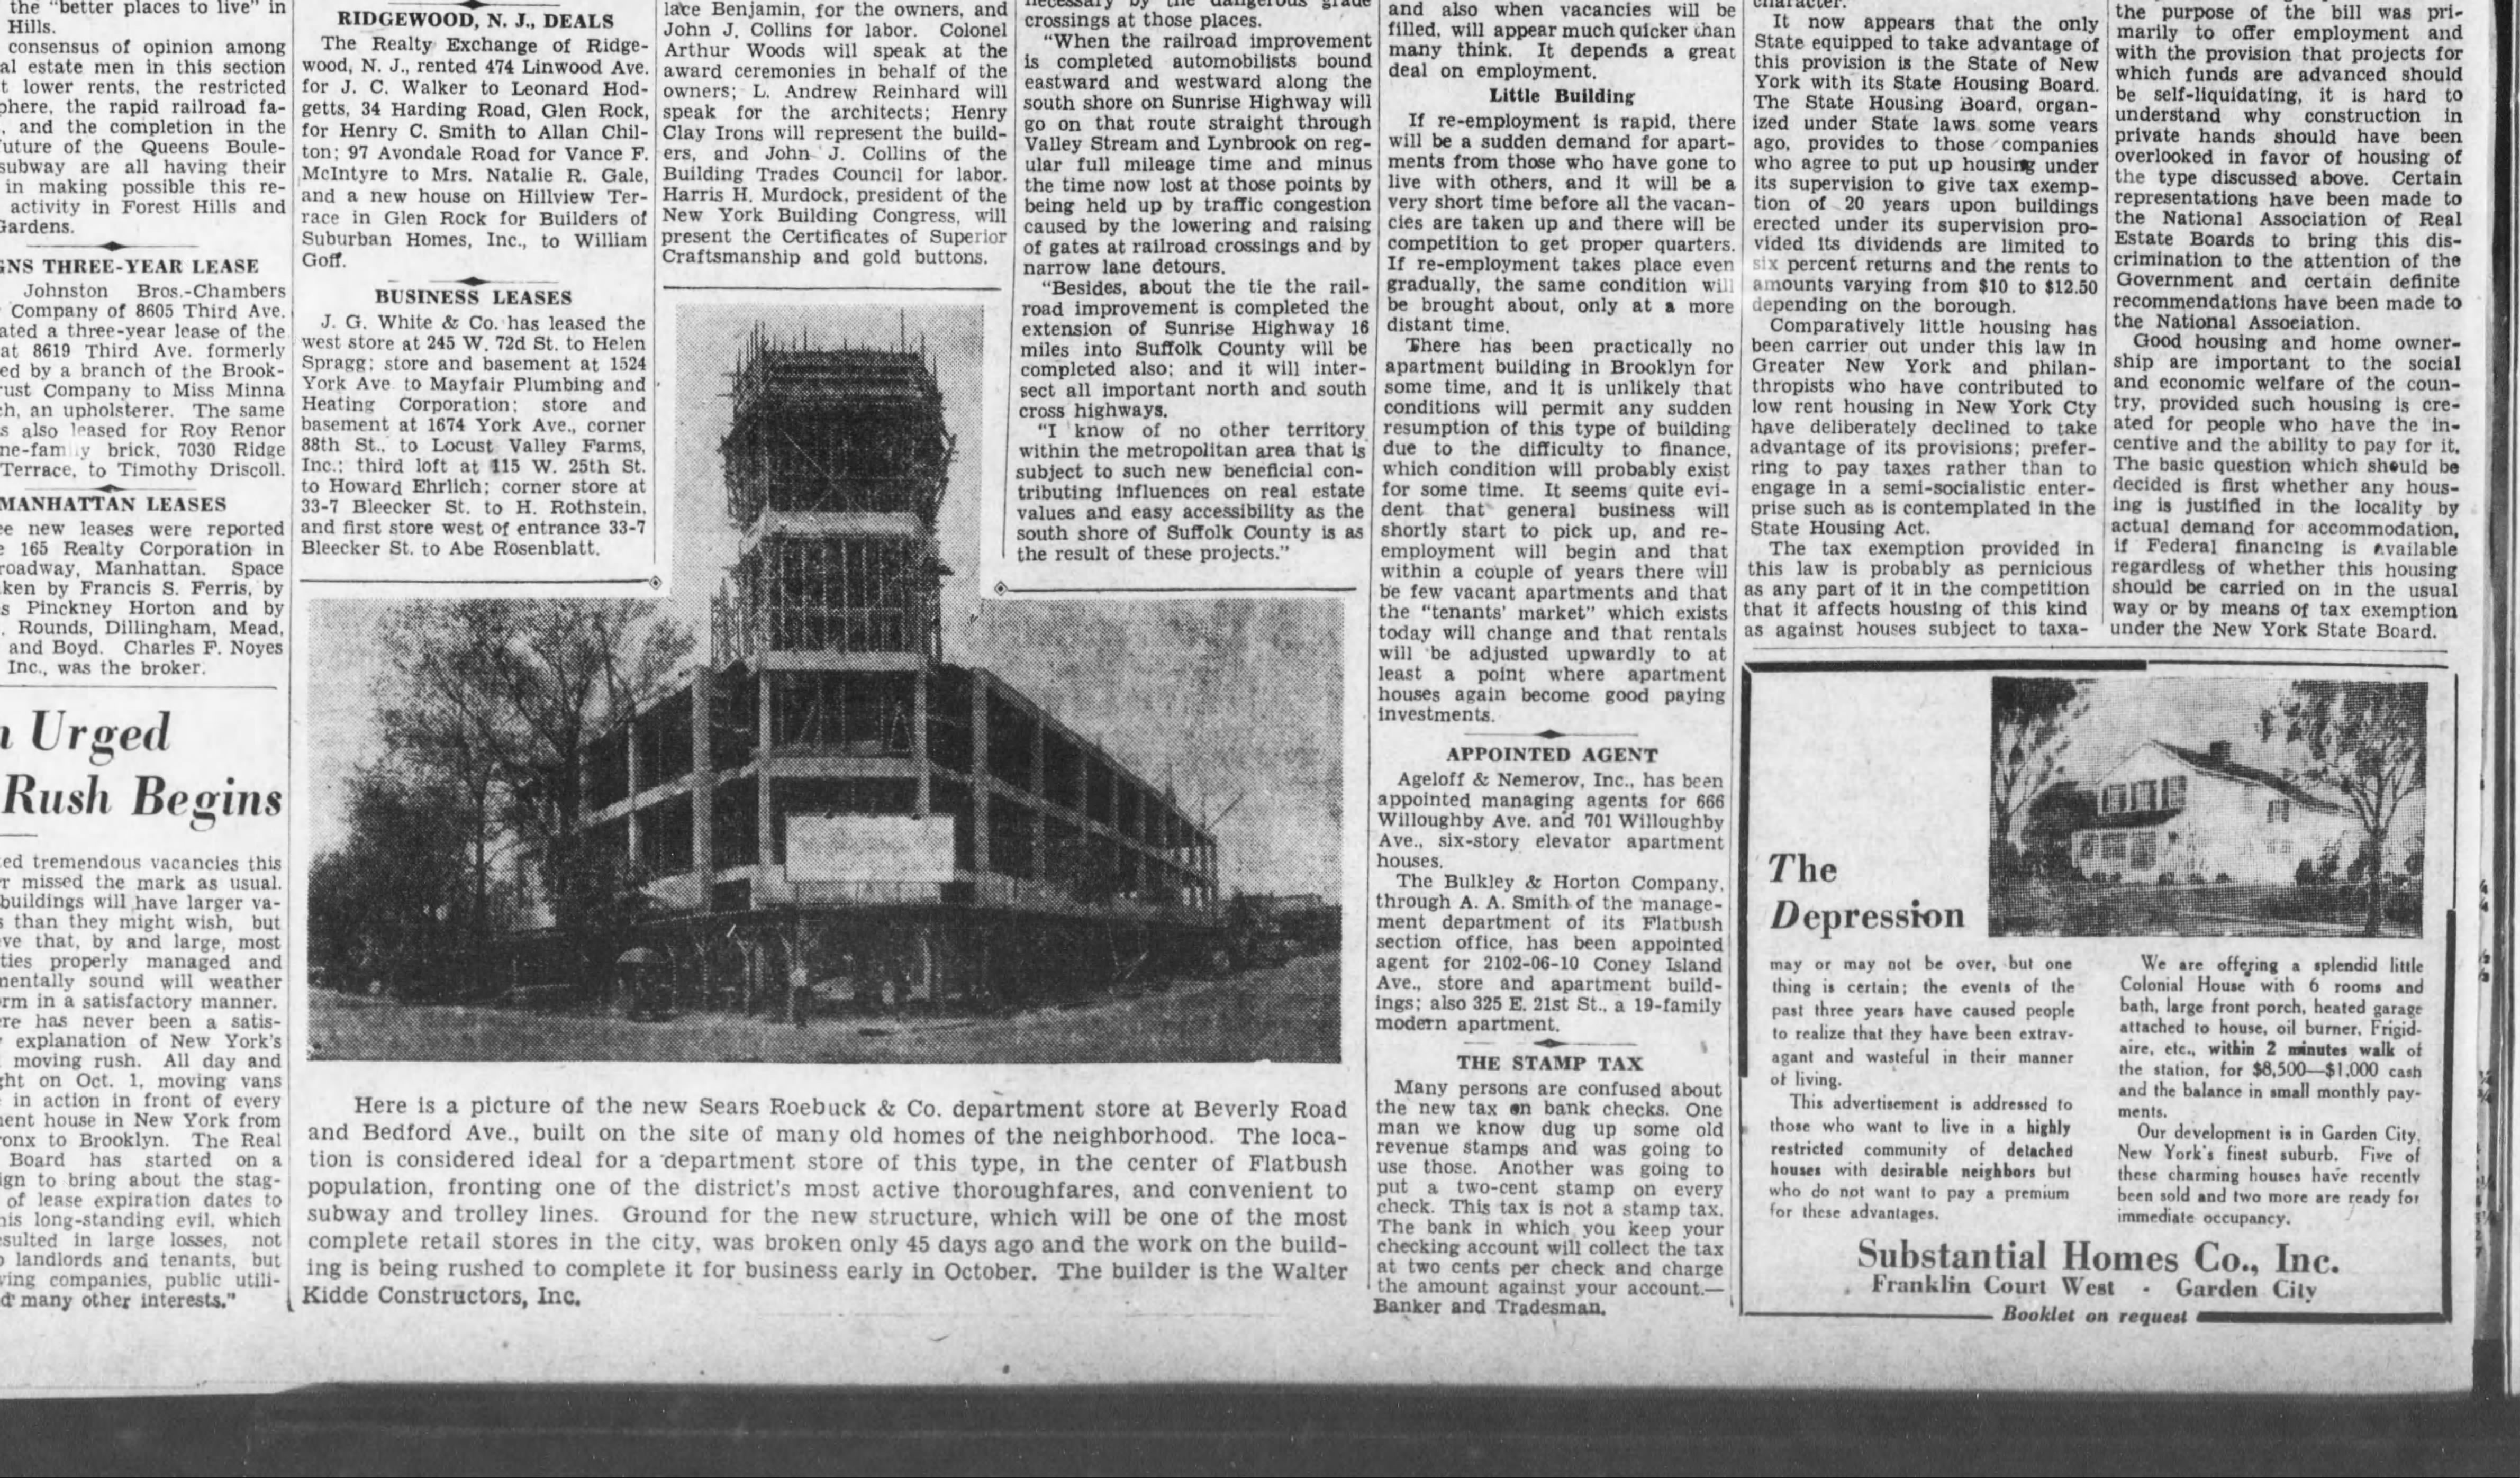 the "better places to live" in
Hills.
consensus of opinion among
al estate men in this section
t lower rents, the restricted
phere, the rapid railroad fa-
, and the completion in the
uture of the Queens Boule-
subway are all having their
in making possible this re-
activity in Forest Hills and
Gardens.
GNS THREE-YEAR LEASE
Johnston Bros.-Chambers
Company of 8605 Third Ave.
ated a three-year lease of the
at 8619 Third Ave. formerly
ed by a branch of the Brook-
rust Company to Miss Minna
ch, an upholsterer. The same
s also leased for Roy Renor
ne-family brick, 7030 Ridge
Terrace, to Timothy Driscoll.
MANHATTAN LEASES
ee new leases were reported
e 165 Realty Corporation in
roadway, Manhattan. Space
ken by Francis S. Ferris, by
s Pinckney Horton and by
. Rounds, Dillingham, Mead,
and Boyd. Charles F. Noyes
Inc., was the broker.
n Urged
Rush Begins
ed tremendous vacancies this
r missed the mark as usual.
buildings will have larger va-
s than they might wish, but
ve that, by and large, most
ties properly managed and
mentally sound will weather
rm in a satisfactory manner.
re has never been a satis-
explanation of New York's
moving rush. All day and
ght on Oct. 1, moving vans
in action in front of every
ment house in New York from
ronx to Brooklyn. The Real
Board has started on a
ign to bring about the stag-
of lease expiration dates to
his long-standing evil, which
esulted in large losses, not
o landlords and tenants, but
ving companies, public utili-
d many other interests."
RIDGEWOOD, N. J., DEALS
The Realty Exchange of Ridge-
wood, N. J., rented 474 Linwood Ave.
for J. C. Walker to Leonard Hod-
getts, 34 Harding Road, Glen Rock,
for Henry C. Smith to Allan Chil-
ton; 97 Avondale Road for Vance F.
McIntyre to Mrs. Natalie R. Gale,
and a new house on Hillview Ter-
race in Glen Rock for Builders of
Suburban Homes, Inc., to William
Goff.
BUSINESS LEASES
J. G. White & Co. has leased the
west store at 245 W. 72d St. to Helen
Spragg; store and basement at 1524
York Ave to Mayfair Plumbing and
Heating Corporation; store and
basement at 1674 York Ave., corner
88th St., to Locust Valley Farms,
Inc.; third loft at 115 W. 25th St.
to Howard Ehrlich; corner store at
33-7 Bleecker St. to H. Rothstein,
and first store west of entrance 33-7
Bleecker St. to Abe Rosenblatt.
lace Benjamin, for the owners, and
John J. Collins for labor. Colonel
Arthur Woods will speak at the
award ceremonies in behalf of the
owners; L. Andrew Reinhard will
speak for the architects; Henry
Clay Irons will represent the build-
ers, and John J. Collins of the
Building Trades Council for labor.
Harris H. Murdock, president of the
New York Building Congress, will
present the Certificates of Superior
Craftsmanship and gold buttons.
necessary by the dangerous grade
crossings at those places.
"When the railroad improvement
is completed automobilists bound
eastward and westward along the
south shore on Sunrise Highway will
go on that route straight through
Valley Stream and Lynbrook on reg-
ular full mileage time and minus
the time now lost at those points by
being held up by traffic congestion
caused by the lowering and raising
of gates at railroad crossings and by
narrow lane detours.
"Besides, about the tie the rail-
road improvement is completed the
extension of Sunrise Highway 16
miles into Suffolk County will be
completed also; and it will inter-
sect all important north and south
cross highways.
"I know of no other territory
within the metropolitan area that is
subject to such new beneficial con-
tributing influences on real estate
values and easy accessibility as the
south shore of Suffolk County is as
the result of these projects."
Here is a picture of the new Sears Roebuck & Co. department store at Beverly Road
and Bedford Ave., built on the site of many old homes of the neighborhood. The loca-
tion is considered ideal for a department store of this type, in the center of Flatbush
population, fronting one of the district's most active thoroughfares, and convenient to
subway and trolley lines. Ground for the new structure, which will be one of the most
complete retail stores in the city, was broken only 45 days ago and the work on the build-
ing is being rushed to complete it for business early in October. The builder is the Walter
Kidde Constructors, Inc.
and also when vacancies will be
filled, will appear much quicker than
many think. It depends a great
deal on employment.
Little Building
If re-employment is rapid, there
will be a sudden demand for apart-
ments from those who have gone to
live with others, and it will be a
very short time before all the vacan-
cies are taken up and there will be
competition to get proper quarters.
If re-employment takes place even
gradually, the same condition will
be brought about, only at a more
distant time.
There has been practically no
apartment building in Brooklyn for
some time, and it is unlikely that
conditions will permit any sudden
resumption of this type of building
due to the difficulty to finance,
which condition will probably exist
for some time. It seems quite evi-
dent that general business will
shortly start to pick up, and re-
employment will begin and that
within a couple of years there will
be few vacant apartments and that
the "tenants' market" which exists
today will change and that rentals
will be adjusted upwardly to at
least a point where apartment
houses again become good paying
investments.
APPOINTED AGENT
Ageloff & Nemerov, Inc., has been
appointed managing agents for 666
Willoughby Ave. and 701 Willoughby
Ave., six-story elevator apartment
houses.
The Bulkley & Horton Company,
through A. A. Smith of the manage-
ment department of its Flatbush
section office, has been appointed
agent for 2102-06-10 Coney Island
Ave., store and apartment build-
ings; also 325 E. 21st St., a 19-family
modern apartment.
THE STAMP TAX
Many persons are confused about
the new tax on bank checks. One
man we know dug up some old
revenue stamps and was going to
use those. Another was going to
put a two-cent stamp on every
check. This tax is not a stamp tax.
The bank in which you keep your
checking account will collect the tax
at two cents per check and charge
the amount against your account.—
Banker and Tradesman.
character.
It now appears that the only
State equipped to take advantage of
this provision is the State of New
York with its State Housing Board.
The State Housing Board, organ-
ized under State laws some years
ago, provides to those companies
who agree to put up housing under
its supervision to give tax exemp-
tion of 20 years upon buildings
erected under its supervision pro-
vided its dividends are limited to
six percent returns and the rents to
amounts varying from $10 to $12.50
depending on the borough.
Comparatively little housing has
been carrier out under this law in
Greater New York and philan-
thropists who have contributed to
low rent housing in New York Cty
have deliberately declined to take
advantage of its provisions; prefer-
ring to pay taxes rather than to
engage in a semi-socialistic enter-
prise such as is contemplated in the
State Housing Act.
The tax exemption provided in
this law is probably as pernicious
as any part of it in the competition
that it affects housing of this kind
as against houses subject to taxa-
the purpose of the bill was pri-
marily to offer employment and
with the provision that projects for
which funds are advanced should
be self-liquidating, it is hard to
understand why construction in
private hands should have been
overlooked in favor of housing of
the type discussed above. Certain
representations have been made to
the National Association of Real
Estate Boards to bring this dis-
crimination to the attention of the
Government and certain definite
recommendations have been made to
the National Association.
Good housing and home owner-
ship are important to the social
and economic welfare of the coun-
try, provided such housing is cre-
ated for people who have the in-
centive and the ability to pay for it.
The basic question which should be
decided is first whether any hous-
ing is justified in the locality by
actual demand for accommodation,
if Federal financing is available
regardless of whether this housing
should be carried on in the usual
way or by means of tax exemption
under the New York State Board.
The
Depression
may or may not be over, but one
thing is certain; the events of the
past three years have caused people
to realize that they have been extrav-
agant and wasteful in their manner
of living.
This advertisement is addressed to
those who want to live in a highly
restricted community of detached
houses with desirable neighbors but
who do not want to pay a premium
for these advantages.
We are offering a splendid little
Colonial House with 6 rooms and
bath, large front porch, heated garage
attached to house, oil burner, Frigid-
aire, etc., within 2 minutes walk of
the station, for $8,500—$1,000 cash
and the balance in small monthly pay-
ments.
Our development is in Garden City,
New York's finest suburb. Five of
these charming houses have recently
been sold and two more are ready for
immediate occupancy.
Substantial Homes Co., Inc.
Franklin Court West - Garden City
Booklet on request